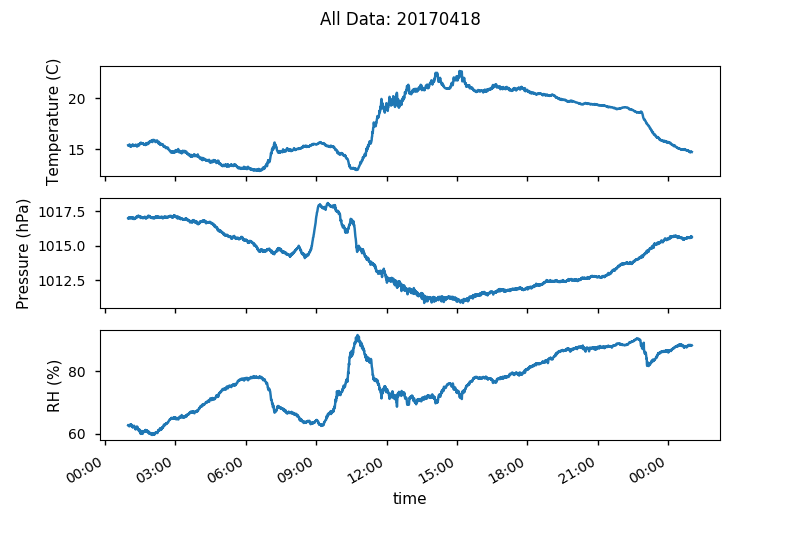 All Data: 20170418
Temperature (C)
20
15
Pressure (hPa)
1017.5
1015.0
1012.5
RH (%)
80
60
00:00 03:00 06:00 09:00 12:00 15:00 18:00 21:00 00:00
time